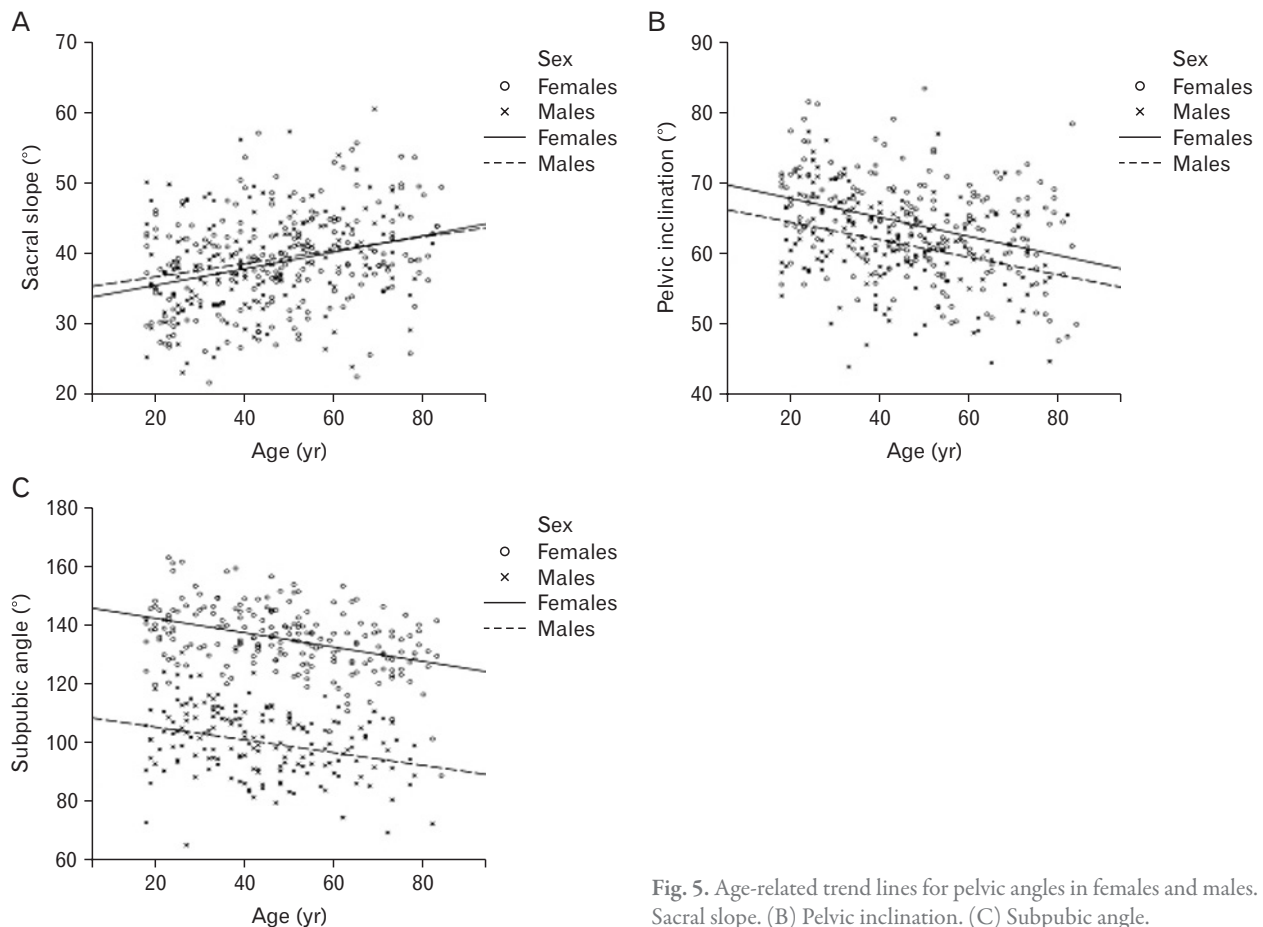 A
70
60
50
40
30
20
Sacral slope (°)
20 40 60 80
Age (yr)
Sex
Females
Males
Females
Males
B
90
80
70
60
50
40
Pelvic inclination (°)
20 40 60 80
Age (yr)
Sex
Females
Males
Females
Males
C
180
160
140
120
100
80
60
Subpubic angle (°)
20 40 60 80
Age (yr)
Sex
Females
Males
Females
Males
Fig. 5. Age-related trend lines for pelvic angles in females and males.
Sacral slope. (B) Pelvic inclination. (C) Subpubic angle.